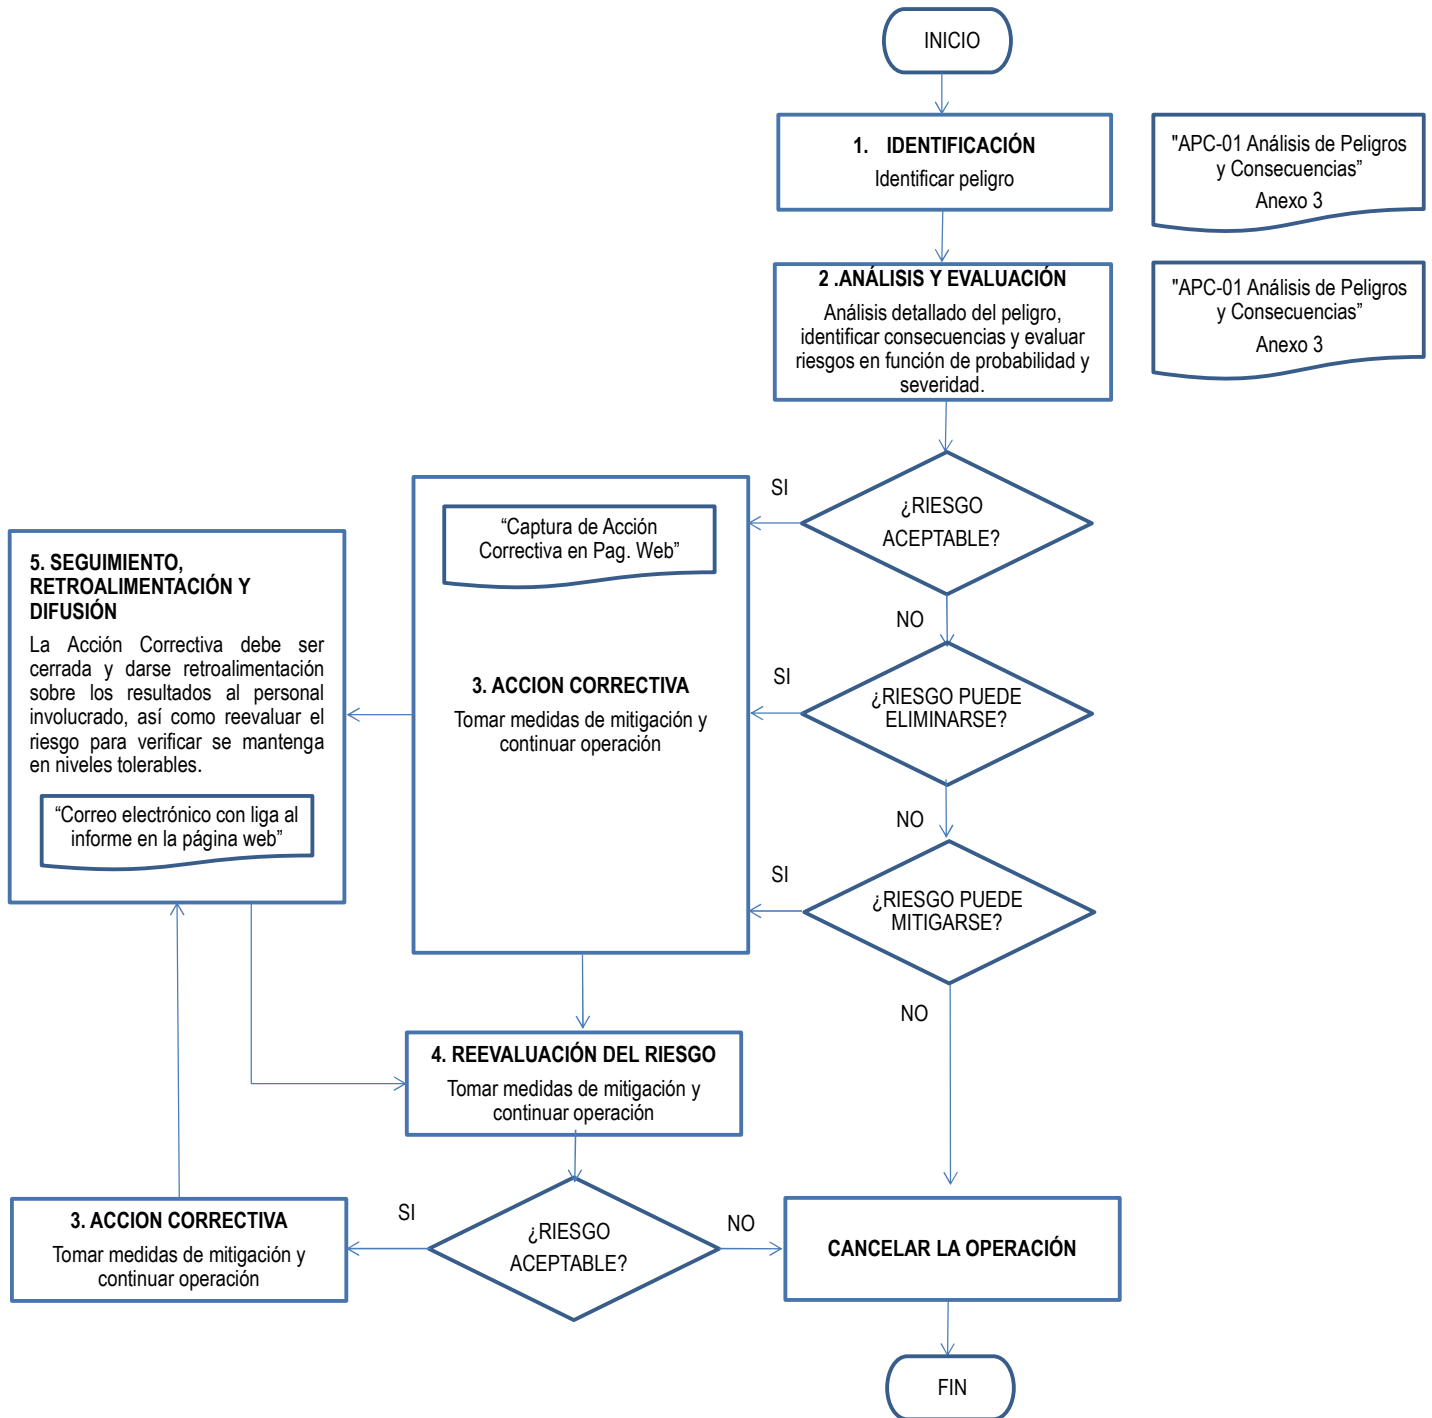 INICIO
1. IDENTIFICACIÓN
Identificar peligro
"APC-01 Análisis de Peligros
y Consecuencias”
Anexo 3
2 .ANÁLISIS Y EVALUACIÓN
Análisis detallado del peligro,
identificar consecuencias y evaluar
riesgos en función de probabilidad y
severidad.
"APC-01 Análisis de Peligros
y Consecuencias”
Anexo 3
SI
¿RIESGO
ACEPTABLE?
NO
“Captura de Acción
Correctiva en Pag. Web”
3. ACCION CORRECTIVA
Tomar medidas de mitigación y
continuar operación
SI
¿RIESGO PUEDE
ELIMINARSE?
NO
5. SEGUIMIENTO,
RETROALIMENTACIÓN Y
DIFUSIÓN
La Acción Correctiva debe ser
cerrada y darse retroalimentación
sobre los resultados al personal
involucrado, así como reevaluar el
riesgo para verificar se mantenga
en niveles tolerables.
“Correo electrónico con liga al
informe en la página web”
SI
¿RIESGO PUEDE
MITIGARSE?
NO
4. REEVALUACIÓN DEL RIESGO
Tomar medidas de mitigación y
continuar operación
3. ACCION CORRECTIVA
Tomar medidas de mitigación y
continuar operación
SI
¿RIESGO
ACEPTABLE?
NO
CANCELAR LA OPERACIÓN
FIN